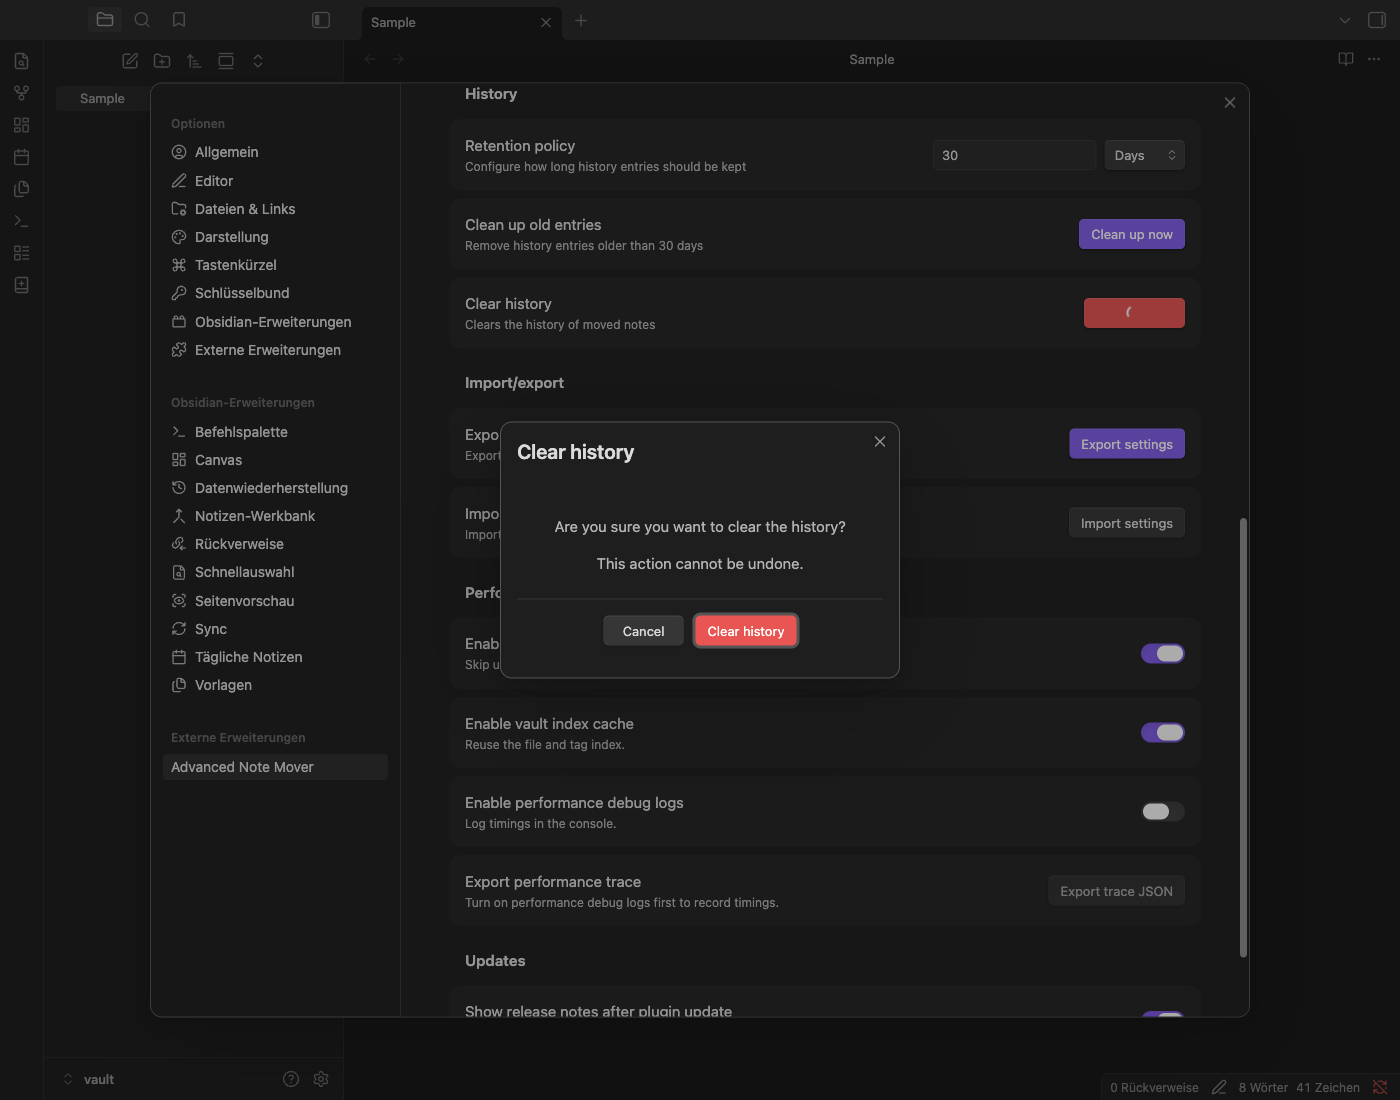 Sample
Sample
Sample
Optionen
Allgemein
Editor
Dateien & Links
Darstellung
Tastenkürzel
Schlüsselbund
Obsidian-Erweiterungen
Externe Erweiterungen
Obsidian-Erweiterungen
Befehlspalette
Canvas
Datenwiederherstellung
Notizen-Werkbank
Rückverweise
Schnellauswahl
Seitenvorschau
Sync
Tägliche Notizen
Vorlagen
Externe Erweiterungen
Advanced Note Mover
History
Retention policy
Configure how long history entries should be kept
30
Days
Clean up old entries
Remove history entries older than 30 days
Clean up now
Clear history
Clears the history of moved notes
Import/export
Expo
Export
Export settings
Impo
Import
Import settings
Clear history
Are you sure you want to clear the history?
This action cannot be undone.
Cancel
Clear history
Perfo
Enab
Skip u
Enable vault index cache
Reuse the file and tag index.
Enable performance debug logs
Log timings in the console.
Export performance trace
Turn on performance debug logs first to record timings.
Export trace JSON
Updates
Show release notes after plugin update
vault
0 Rückverweise
8 Wörter
41 Zeichen